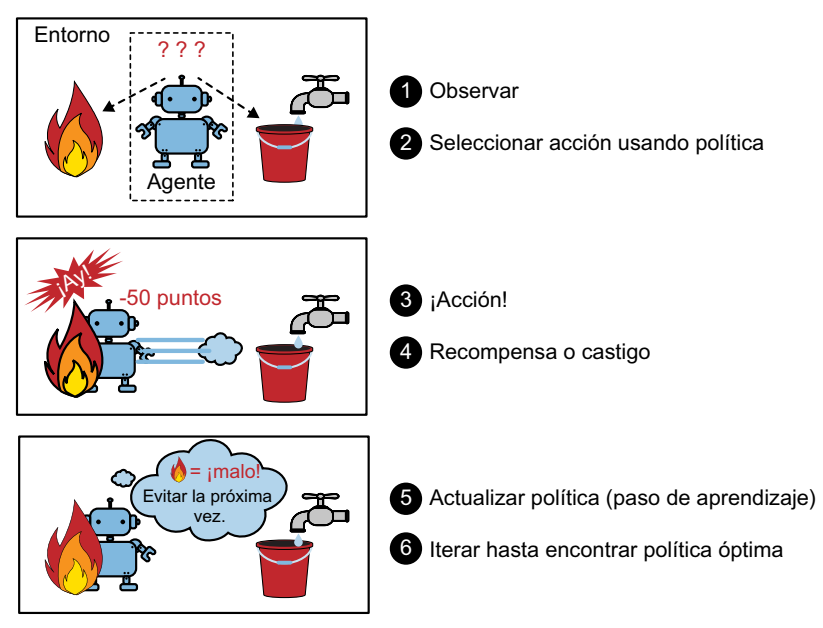 Entorno
? ? ?
Agente
1 Observar
2 Seleccionar acción usando política
¡Ay!
-50 puntos
3 ¡Acción!
4 Recompensa o castigo
= ¡malo!
Evitar la próxima
vez.
5 Actualizar política (paso de aprendizaje)
6 Iterar hasta encontrar política óptima